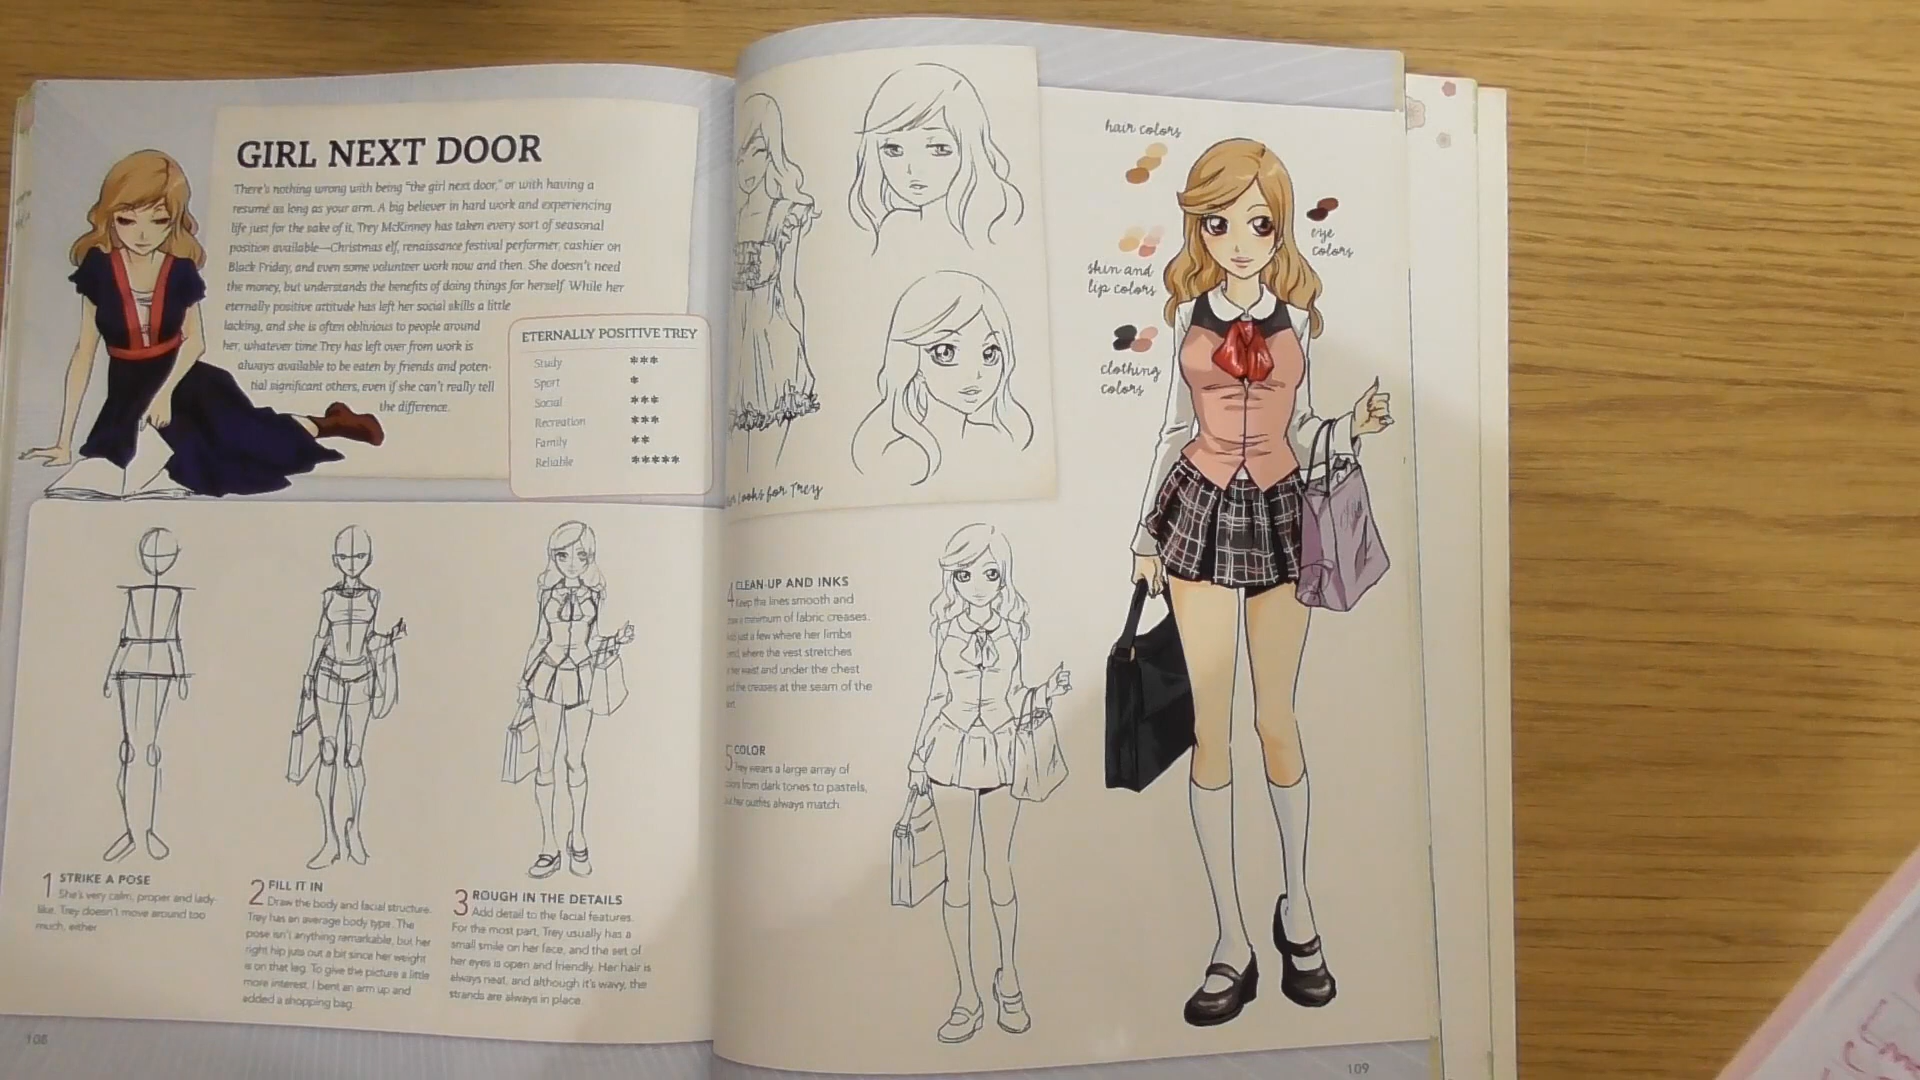 GIRL NEXT DOOR
There's nothing wrong with being "the girl next door," or with having a
resumé as long as your arm. A big believer in hard work and experiencing
life just for the sake of it, Trey McKinney has taken every sort of seasonal
position available—Christmas elf, renaissance festival performer, cashier on
Black Friday, and even some volunteer work now and then. She doesn't need
the money, but understands the benefits of doing things for herself. While her
eternally positive attitude has left her social skills a little
lacking, and she is often oblivious to people around
her, whatever time Trey has left over from work is
always available to be eaten by friends and poten-
tial significant others, even if she can't really tell
the difference.
ETERNALLY POSITIVE TREY
Study ***
Sport *
Social ***
Recreation ***
Family **
Reliable *****
1 STRIKE A POSE
She's very calm, proper and lady-
like. Trey doesn't move around too
much, either
2 FILL IT IN
Draw the body and facial structure.
Trey has an average body type. The
pose isn't anything remarkable, but her
right hip juts out a bit since her weight
is on that leg. To give the picture a little
more interest, I bent an arm up and
added a shopping bag.
3 ROUGH IN THE DETAILS
Add detail to the facial features.
For the most part, Trey usually has a
small smile on her face, and the set of
her eyes is open and friendly. Her hair is
always neat, and although it's wavy, the
strands are always in place.
108
looks for Trey
4 CLEAN-UP AND INKS
Keep the lines smooth and
a minimum of fabric creases.
just a few where her limbs
where the vest stretches
waist and under the chest
the creases at the seam of the
5 COLOR
Trey wears a large array of
from dark tones to pastels,
her outfits always match.
hair colors
eye
colors
skin and
lip colors
clothing
colors
109